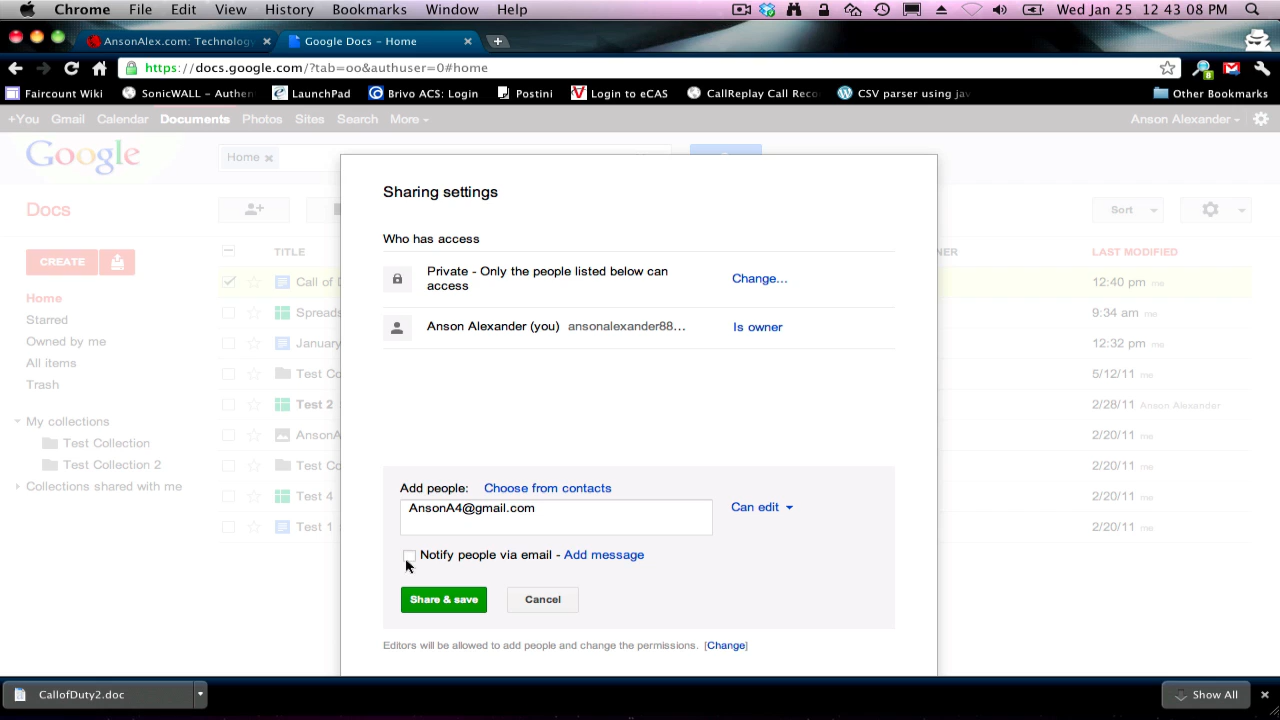 Chrome File Edit View History Bookmarks Window Help Wed Jan 25 12:43:08 PM
AnsonAlex.com: Technology Google Docs - Home
https://docs.google.com/?tab=oo&authuser=0#home
Faircount Wiki SonicWALL - Authen LaunchPad Brivo ACS: Login Postini Login to eCAS CallReplay Call Reco CSV parser using jav Other Bookmarks
+You Gmail Calendar Documents Photos Sites Search More Anson Alexander
Google Home
Docs Sort
CREATE
Home
Starred
Owned by me
All items
Trash
My collections
Test Collection
Test Collection 2
Collections shared with me
TITLE
Call of D
Spreads
January
Test Co
Test 2
AnsonA
Test Co
Test 4
Test 1
Sharing settings
Who has access
Private - Only the people listed below can
access
Change...
Anson Alexander (you) ansonalexander88... Is owner
Add people: Choose from contacts
AnsonA4@gmail.com Can edit
Notify people via email - Add message
Share & save Cancel
Editors will be allowed to add people and change the permissions. [Change]
NER LAST MODIFIED
12:40 pm me
9:34 am me
12:32 pm me
5/12/11 me
2/28/11 Anson Alexander
2/20/11 me
2/20/11 me
2/20/11 me
2/20/11 me
CallofDuty2.doc Show All